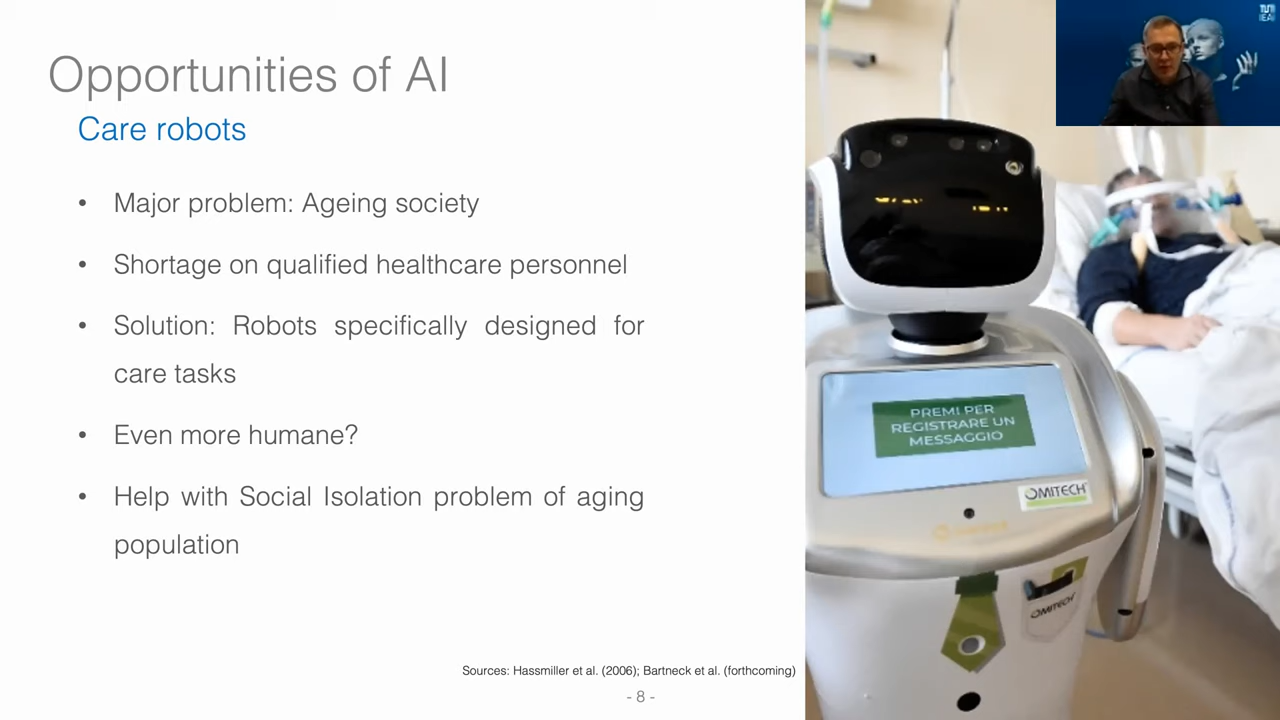 Opportunities of AI
Care robots
• Major problem: Ageing society
• Shortage on qualified healthcare personnel
• Solution: Robots specifically designed for
care tasks
• Even more humane?
• Help with Social Isolation problem of aging
population
Sources: Hassmiller et al. (2006); Bartneck et al. (forthcoming)
- 8 -
PREMI PER
REGISTRARE UN
MESSAGGIO
OMITECH
OMITECH
TUM
IEAI